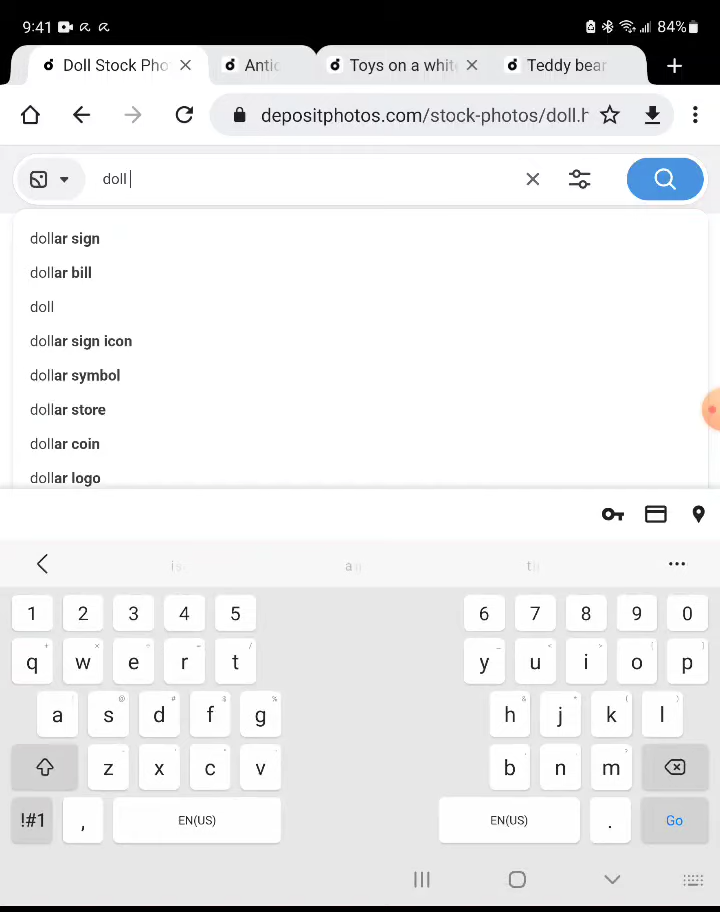 9:41 84%
Doll Stock Pho Antic Toys on a whit Teddy bear
depositphotos.com/stock-photos/doll.h
doll
dollar sign
dollar bill
doll
dollar sign icon
dollar symbol
dollar store
dollar coin
dollar logo
1 2 3 4 5 6 7 8 9 0
q w e r t y u i o p
a s d f g h j k l
z x c v b n m
!#1 , EN(US) EN(US) . Go